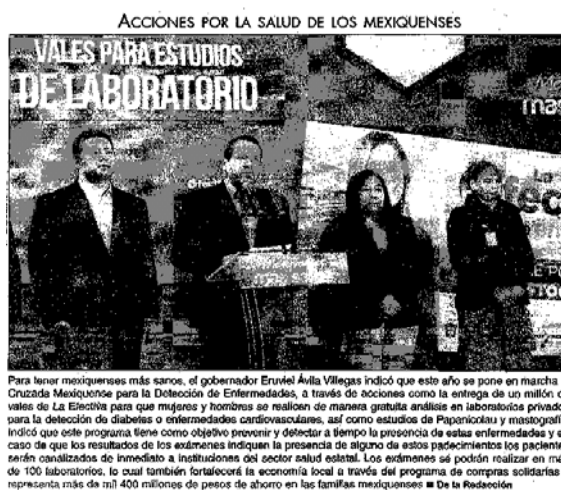 ACCIONES POR LA SALUD DE LOS MEXIQUENSES
VALES PARA ESTUDIOS
DE LABORATORIO
Para tener mexiquenses más sanos, el gobernador Eruviel Ávila Villegas indicó que este año se pone en marcha
Cruzada Mexiquense para la Detección de Enfermedades, a través de acciones como la entrega de un millón
vales de La Efectiva para que mujeres y hombres se realicen de manera gratuita análisis en laboratorios privado
para la detección de diabetes o enfermedades cardiovasculares, así como estudios de Papanicolau y mastografí
Indicó que este programa tiene como objetivo prevenir y detectar a tiempo la presencia de estas enfermedades y e
caso de que los resultados de los exámenes indiquen la presencia de alguno de estos padecimientos los paciente
serán canalizados de inmediato a instituciones del sector salud estatal. Los exámenes se podrán realizar en má
de 100 laboratorios, lo cual también fortalecerá la economía local a través del programa de compras solidarias
representa más de mil 400 millones de pesos de ahorro en las familias mexiquenses ■ De la Redacción